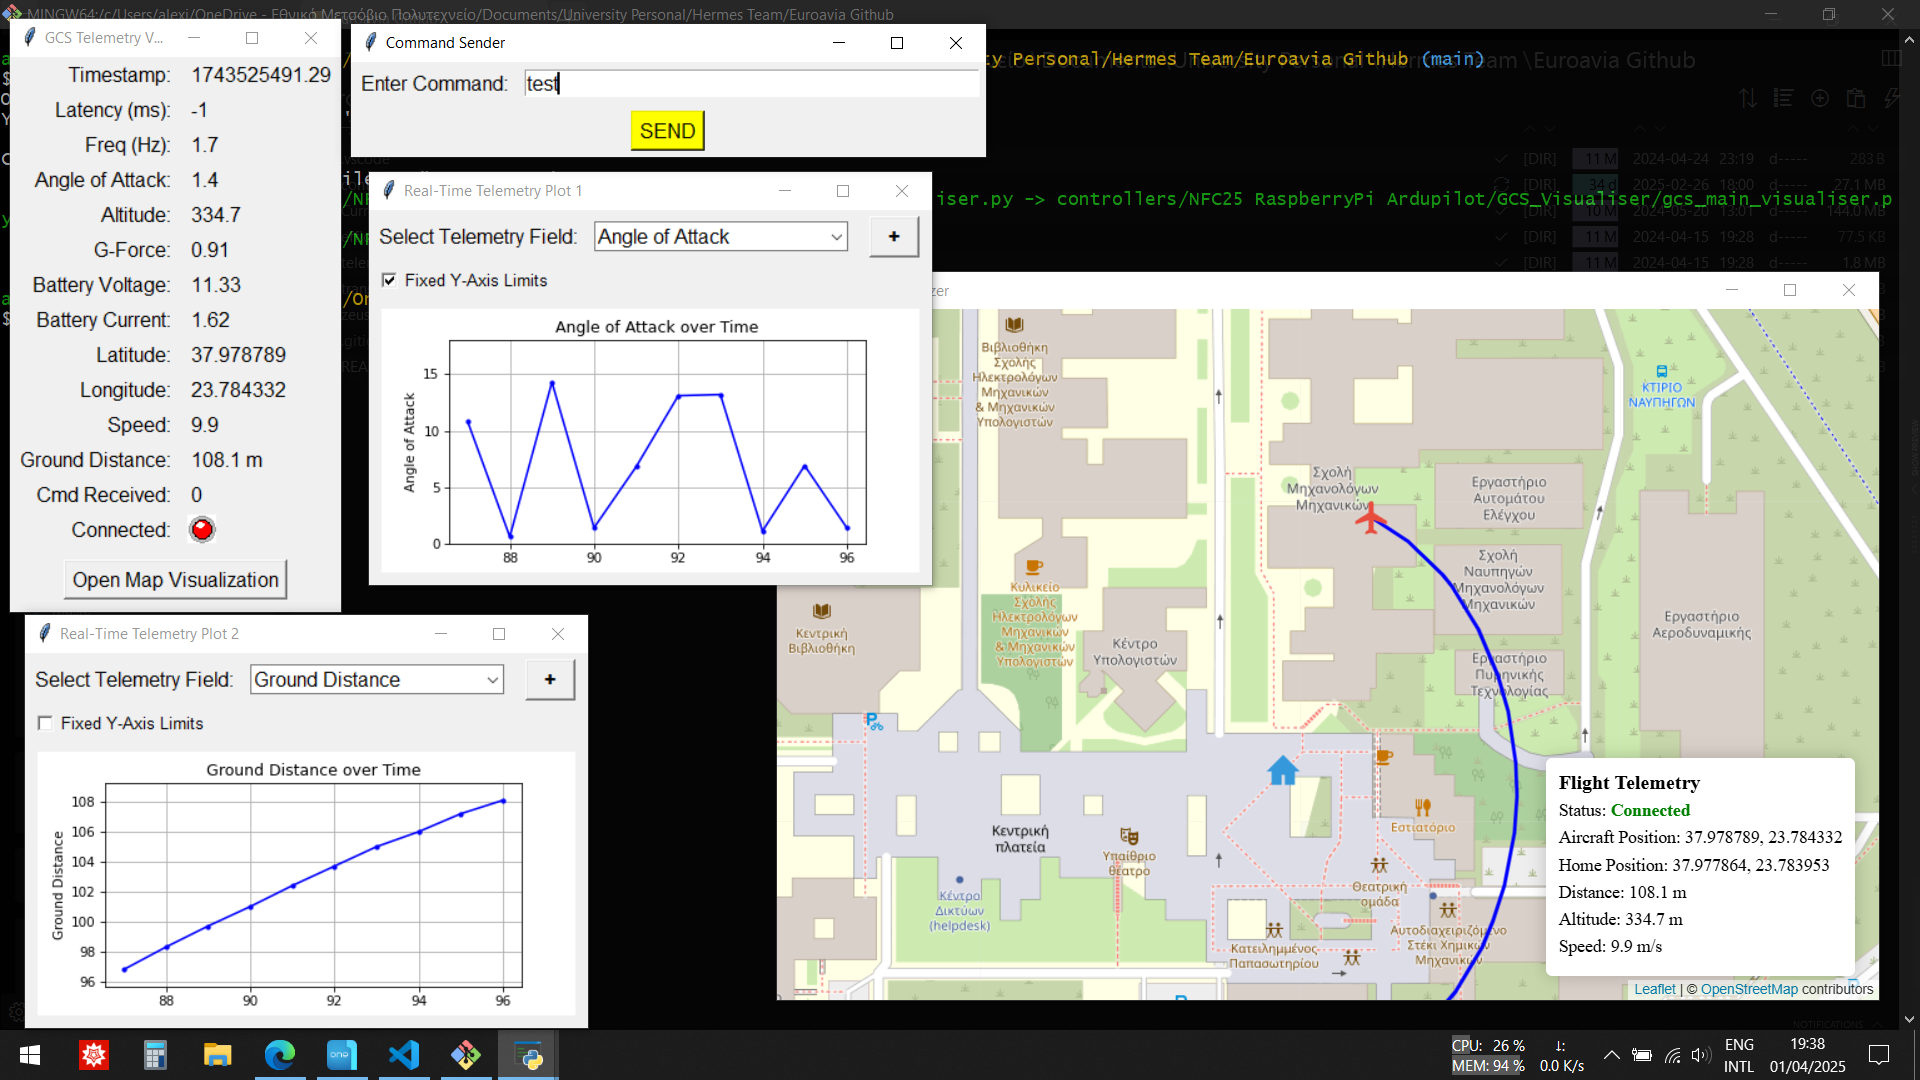 MINGW64:/c/Users/alexi/OneDrive - Εθνικό Μετσόβιο Πολυτεχνείο/Documents/University Personal/Hermes Team/Euroavia Github
GCS Telemetry V...
Timestamp: 1743525491.29
Latency (ms): -1
Freq (Hz): 1.7
Angle of Attack: 1.4
Altitude: 334.7
G-Force: 0.91
Battery Voltage: 11.33
Battery Current: 1.62
Latitude: 37.978789
Longitude: 23.784332
Speed: 9.9
Ground Distance: 108.1 m
Cmd Received: 0
Connected:
Open Map Visualization
Command Sender
Enter Command: test
SEND
ty Personal/Hermes Team/Euroavia Github (main)
\Euroavia Github
[DIR] 11 M 2024-04-24 23:19 d----- 283 B
[DIR] 34 d 2025-02-26 18:00 d----- 27.1 MB
iser.py -> controllers/NFC25 RaspberryPi Ardupilot/GCS_Visualiser/gcs_main_visualiser.p
[DIR] 11 M 2024-04-15 19:28 d----- 77.5 KB
[DIR] 11 M 2024-04-15 19:28 d----- 1.8 MB
Real-Time Telemetry Plot 1
Select Telemetry Field: Angle of Attack +
Fixed Y-Axis Limits
Angle of Attack over Time
Angle of Attack
15
10
5
0
88 90 92 94 96
Real-Time Telemetry Plot 2
Select Telemetry Field: Ground Distance +
Fixed Y-Axis Limits
Ground Distance over Time
Ground Distance
108
106
104
102
100
98
96
88 90 92 94 96
zer
Βιβλιοθήκη
Σχολής
Ηλεκτρολόγων
Μηχανικών
& Μηχανικών
Υπολογιστών
ΚΤΙΡΙΟ
ΝΑΥΠΗΓΩΝ
Σχολή
Μηχανολόγων
Μηχανικών
Εργαστήριο
Αυτομάτου
Ελέγχου
Σχολή
Ναυπηγών
Μηχανολόγων
Μηχανικών
Εργαστήριο
Αεροδυναμικής
Εργαστήριο
Πυρηνικής
Τεχνολογίας
Κυλικείο
Σχολής
Ηλεκτρολόγων
Μηχανικών
& Μηχανικών
Υπολογιστών
Κεντρική
Βιβλιοθήκη
Κέντρο
Υπολογιστών
P
Κεντρική
πλατεία
Υπαίθριο
θέατρο
Εστιατόριο
Θεατρική
ομάδα
Κέντρο
Δικτύων
(helpdesk)
Κατειλημμένος
Παπασωτηρίου
Αυτοδιαχειριζόμενο
Στέκι Χημικών
Μηχανικών
Flight Telemetry
Status: Connected
Aircraft Position: 37.978789, 23.784332
Home Position: 37.977864, 23.783953
Distance: 108.1 m
Altitude: 334.7 m
Speed: 9.9 m/s
Leaflet | © OpenStreetMap contributors
NOTIFICATIONS
one
CPU: 26 % ↓:
MEM: 94 % 0.0 K/s
ENG
INTL
19:38
01/04/2025